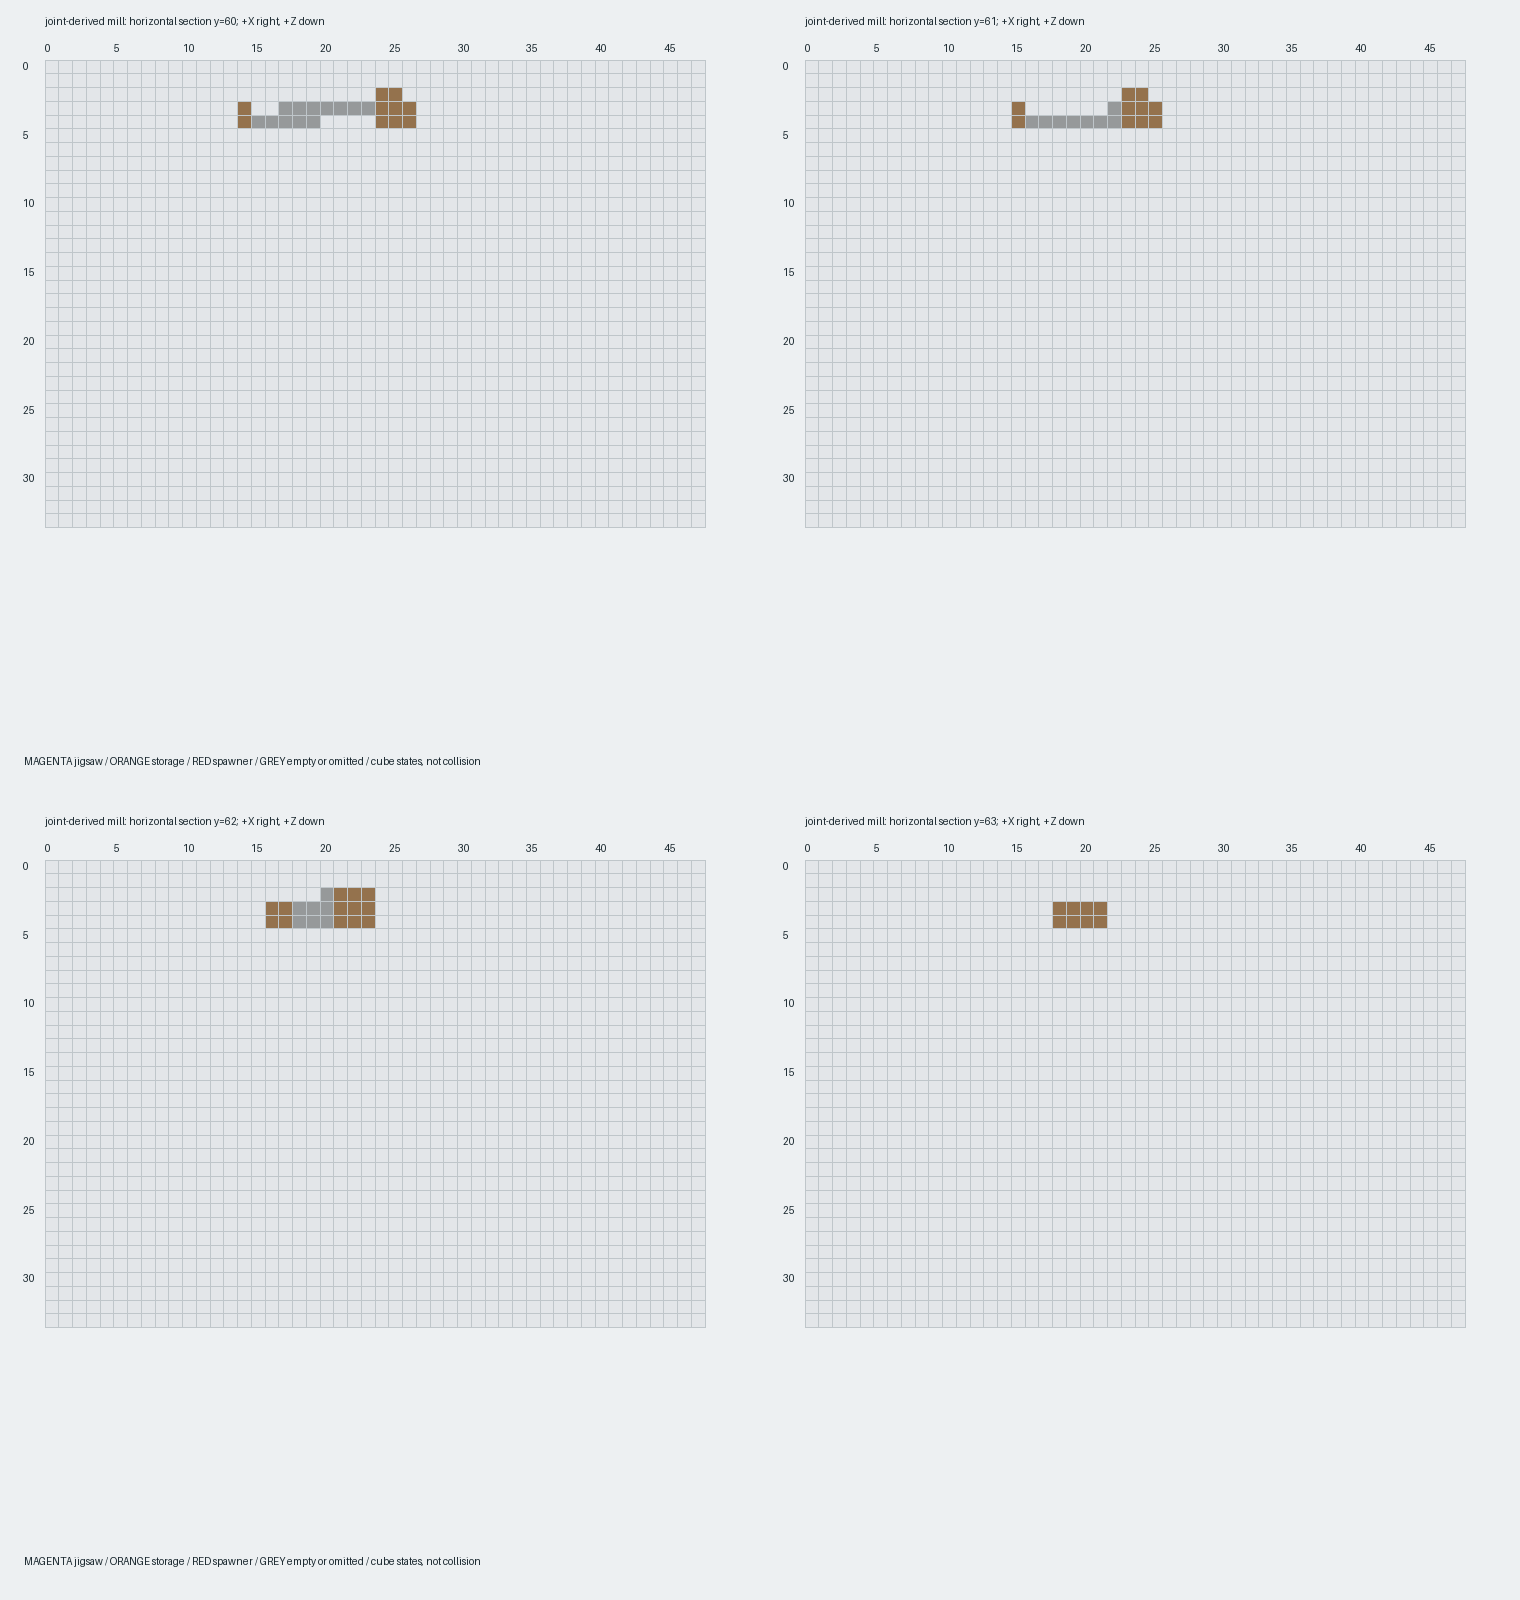 joint-derived mill: horizontal section y=60; +X right, +Z down
0 5 10 15 20 25 30 35 40 45
0
5
10
15
20
25
30
joint-derived mill: horizontal section y=61; +X right, +Z down
0 5 10 15 20 25 30 35 40 45
0
5
10
15
20
25
30
MAGENTA jigsaw / ORANGE storage / RED spawner / GREY empty or omitted / cube states, not collision
joint-derived mill: horizontal section y=62; +X right, +Z down
0 5 10 15 20 25 30 35 40 45
0
5
10
15
20
25
30
joint-derived mill: horizontal section y=63; +X right, +Z down
0 5 10 15 20 25 30 35 40 45
0
5
10
15
20
25
30
MAGENTA jigsaw / ORANGE storage / RED spawner / GREY empty or omitted / cube states, not collision